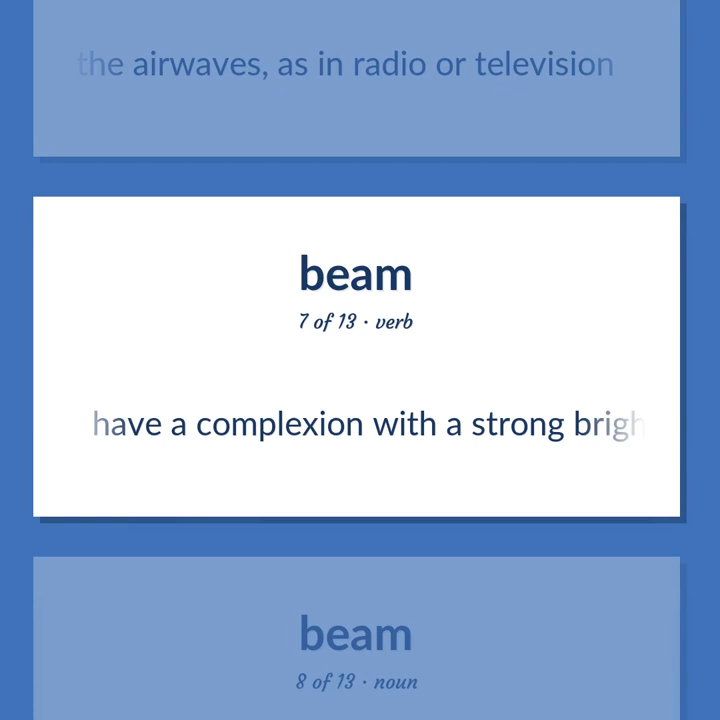 the airwaves, as in radio or television
beam
7 of 13 · verb
have a complexion with a strong brigh
beam
8 of 13 · noun